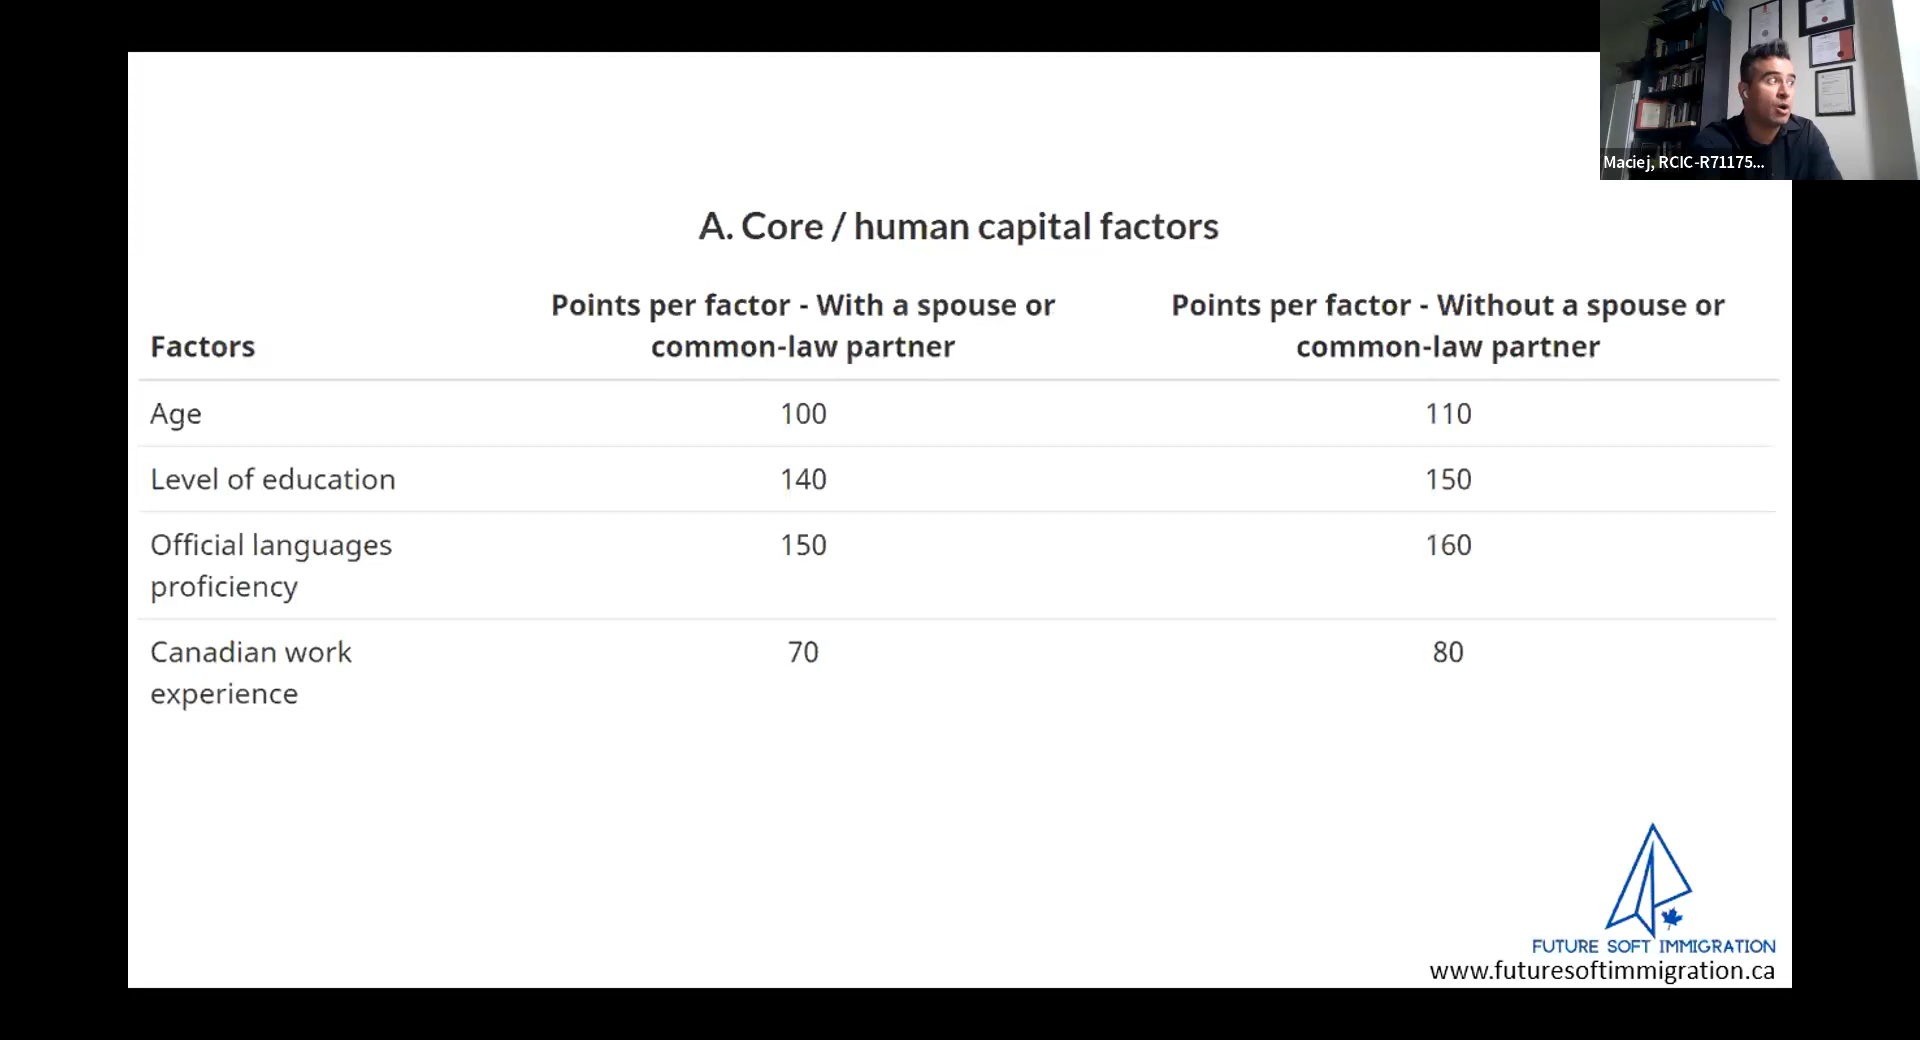 Maciej, RCIC-R71175...
A. Core / human capital factors
Factors
Points per factor - With a spouse or
common-law partner
Points per factor - Without a spouse or
common-law partner
Age 100 110
Level of education 140 150
Official languages
proficiency
150 160
Canadian work
experience
70 80
FUTURE SOFT IMMIGRATION
www.futuresoftimmigration.ca